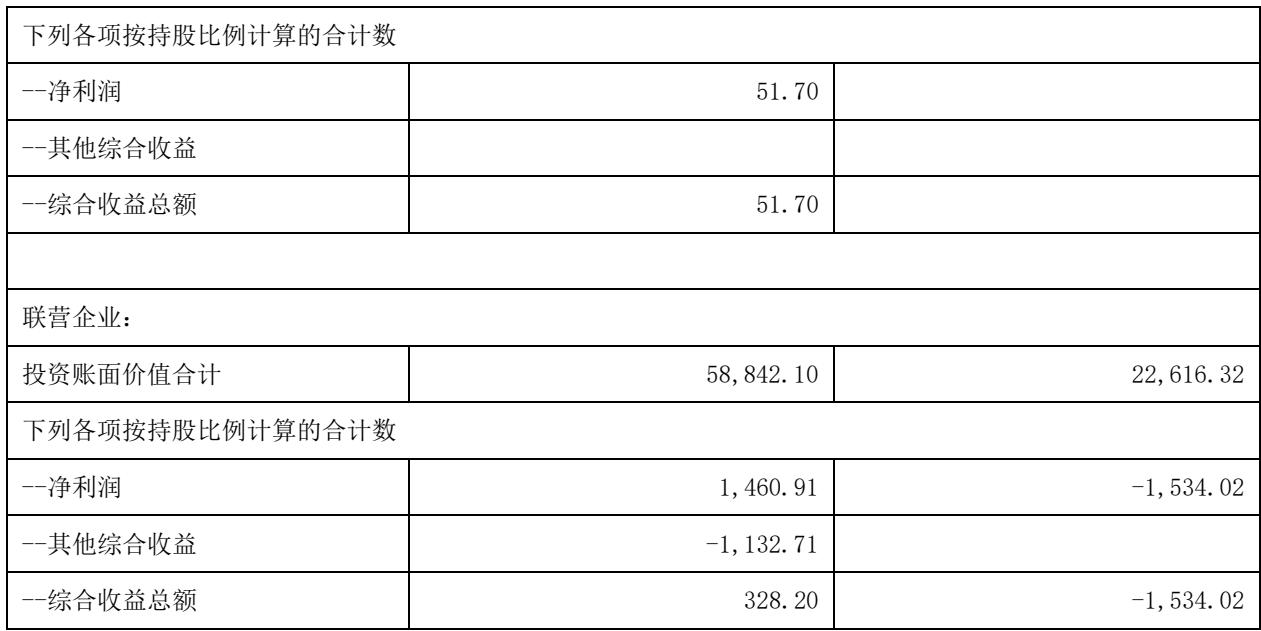 下列各项按持股比例计算的合计数
--净利润 51.70
--其他综合收益
--综合收益总额 51.70
联营企业：
投资账面价值合计 58,842.10 22,616.32
下列各项按持股比例计算的合计数
--净利润 1,460.91 -1,534.02
--其他综合收益 -1,132.71
--综合收益总额 328.20 -1,534.02